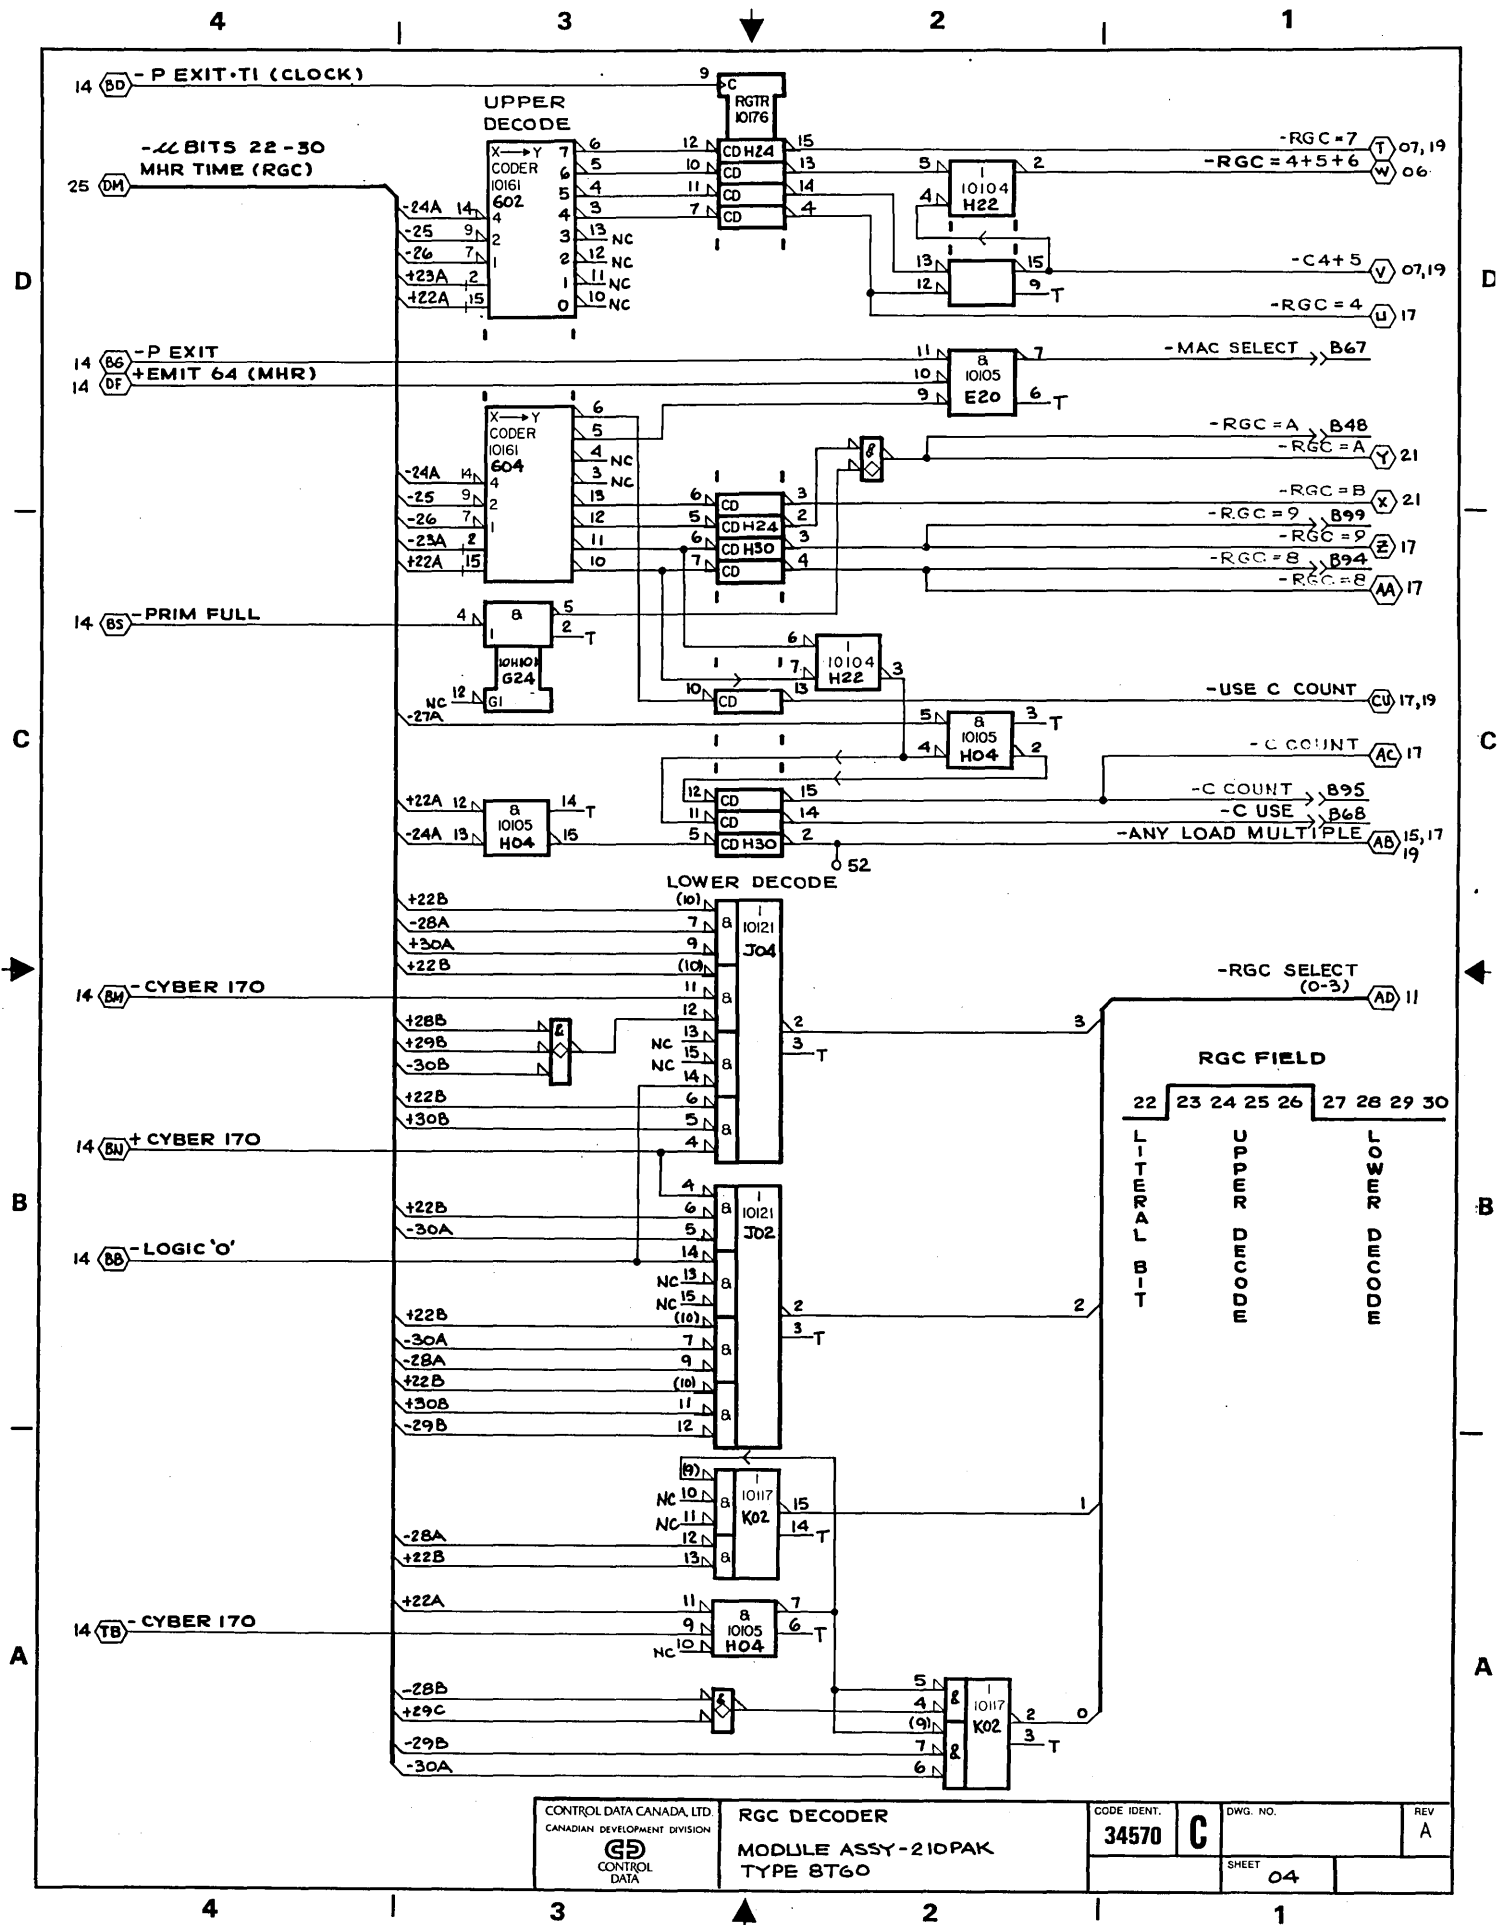 4 3 2 1
14 BD -P EXIT·T1 (CLOCK)
9 C
RGTR
10176
UPPER
DECODE
-µBITS 22-30
MHR TIME (RGC)
25 DM
X→Y 7 6 12 CD H24 15 -RGC=7 T 07,19
CODER 6 5 10 CD 13 5 1 2 -RGC=4+5+6 W 06
10161 5 4 11 CD 14 10104
602 4 3 7 CD 4 4 H22
-24A 14 4
-25 9 2 3 13 NC
-26 7 1 2 12 NC
+23A 2 1 11 NC
+22A 15 0 10 NC
13 15 -C4+5 V 07,19
12 9 T
-RGC=4 U 17
D D
14 BG -P EXIT 11 & 7 -MAC SELECT B67
14 DF +EMIT 64 (MHR) 10 10105
9 E20 6 T
X→Y 6
CODER 5
10161 4 NC
604 3 NC
-24A 14 4
-25 9 2 13 6 CD 3 -RGC=B X 21
-26 7 1 12 5 CD H24 2
-23A 2 11 6 CD H30 3
+22A 15 10 7 CD 4
& -RGC=A B48
-RGC=A Y 21
-RGC=9 B99
-RGC=9 Z 17
-RGC=8 B94
-RGC=8 AA 17
14 BS -PRIM FULL 4 & 5
1 2 T
10H101
G24
NC 12 G1
6 1
7 10104 3
H22
10 CD 13 -USE C COUNT CU 17,19
-27A 5 & 3 T
10105
4 H04 2
C C
-C COUNT AC 17
12 CD 15 -C COUNT B95
11 CD 14 -C USE B68
5 CD H30 2 -ANY LOAD MULTIPLE AB 15,17
19
52
+22A 12 & 14 T
10105
-24A 13 H04 15
LOWER DECODE
+22B (10) & 1
-28A 7 10121
+30A 9 J04
+22B (10)
14 BM -CYBER 170 11 &
+28B & 12
+29B NC 13
-30B NC 15 &
14
+22B 6
+30B 5 &
14 BN +CYBER 170 4
2 3
3 T
-RGC SELECT
(0-3) AD 11
RGC FIELD
22 23 24 25 26 27 28 29 30
LITERAL BIT
UPPER DECODE
LOWER DECODE
4 & 1
+22B 6 10121
-30A 5 J02
14 BB -LOGIC '0' 14
NC 13 &
NC 15
+22B (10)
-30A 7 &
-28A 9
+22B (10)
+30B 11 &
-29B 12
2 2
3 T
B B
(9) 1
NC 10 & 10117 15 1
NC 11 K02 14 T
-28A 12
+22B 13 &
+22A 11 & 7
14 TB -CYBER 170 9 10105 6 T
NC 10 H04
-28B &
+29C
5 & 1
4 10117
(9) K02 2 0
-29B 7 & 3 T
-30A 6
A A
CONTROL DATA CANADA, LTD.
CANADIAN DEVELOPMENT DIVISION
CONTROL
DATA
RGC DECODER
MODULE ASSY-210PAK
TYPE 8T60
CODE IDENT.
34570
C
DWG. NO.
REV
A
SHEET
04
4 3 2 1